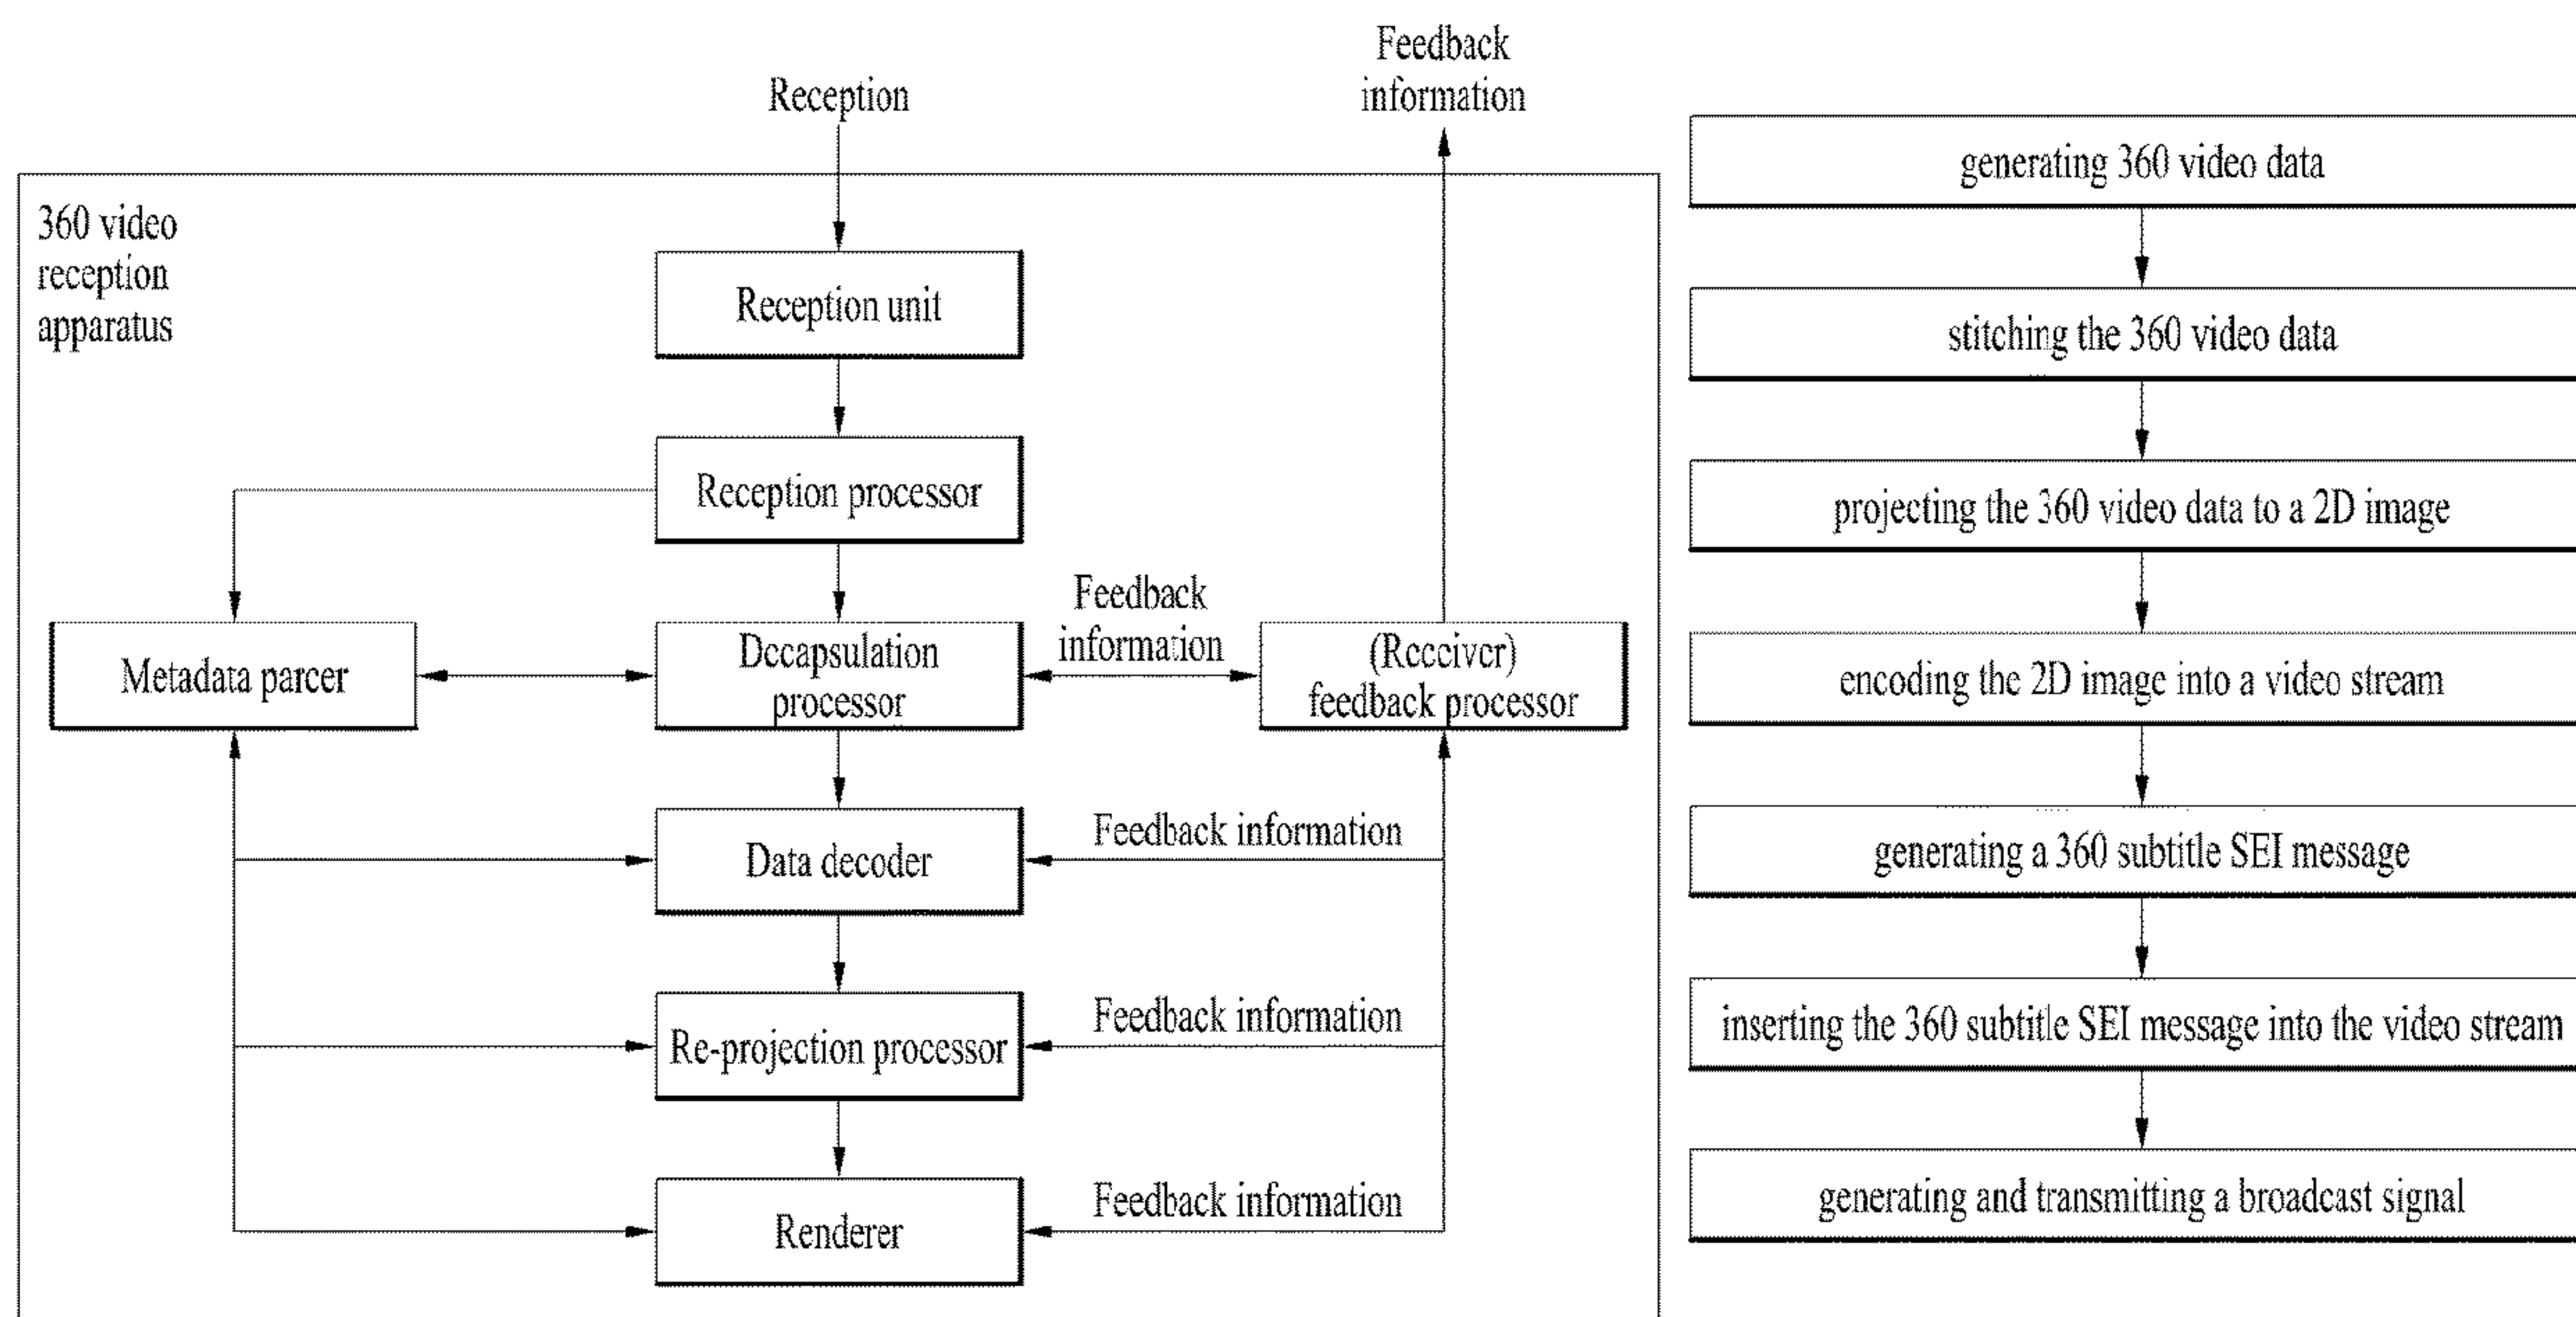 Feedback
information
Reception
360 video
reception
apparatus
Reception unit
Reception processor
Feedback
information
Metadata parcer
Decapsulation
processor
(Receiver)
feedback processor
Feedback information
Data decoder
Feedback information
Re-projection processor
Feedback information
Renderer
generating 360 video data
stitching the 360 video data
projecting the 360 video data to a 2D image
encoding the 2D image into a video stream
generating a 360 subtitle SEI message
inserting the 360 subtitle SEI message into the video stream
generating and transmitting a broadcast signal